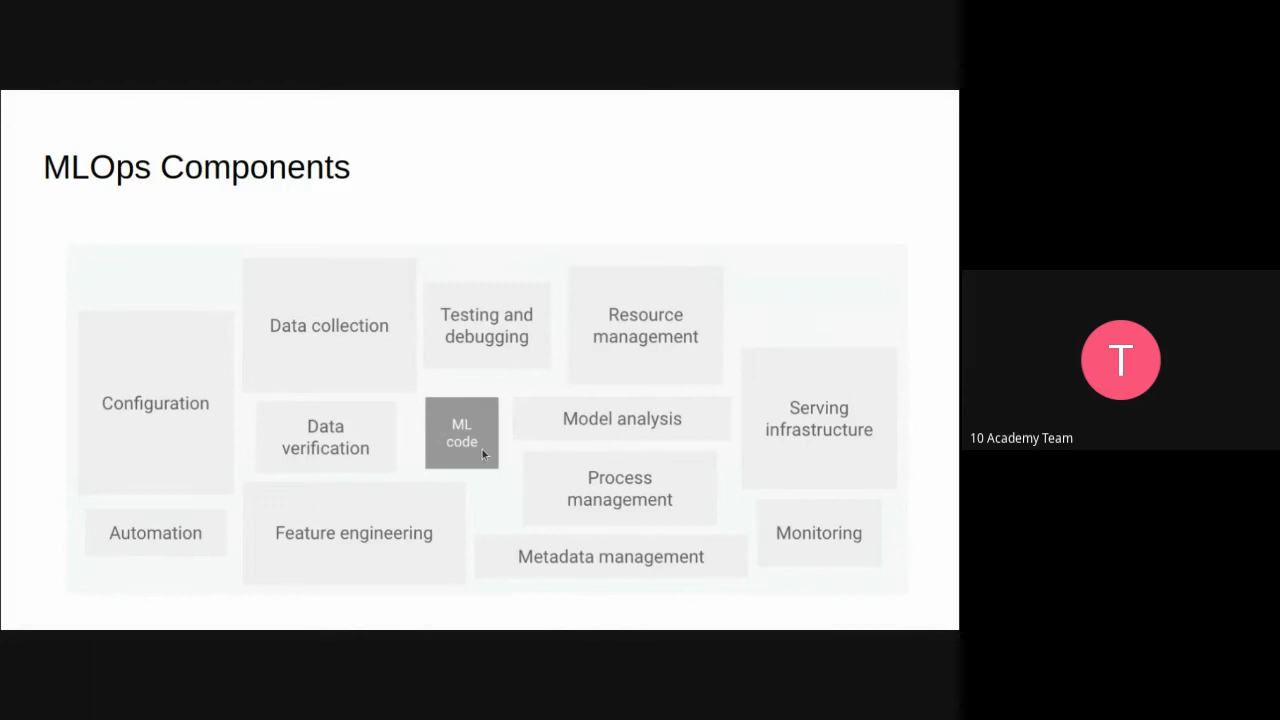 MLOps Components
Data collection
Testing and
debugging
Resource
management
Configuration
Data
verification
ML
code
Model analysis
Serving
infrastructure
Process
management
Automation
Feature engineering
Metadata management
Monitoring
T
10 Academy Team